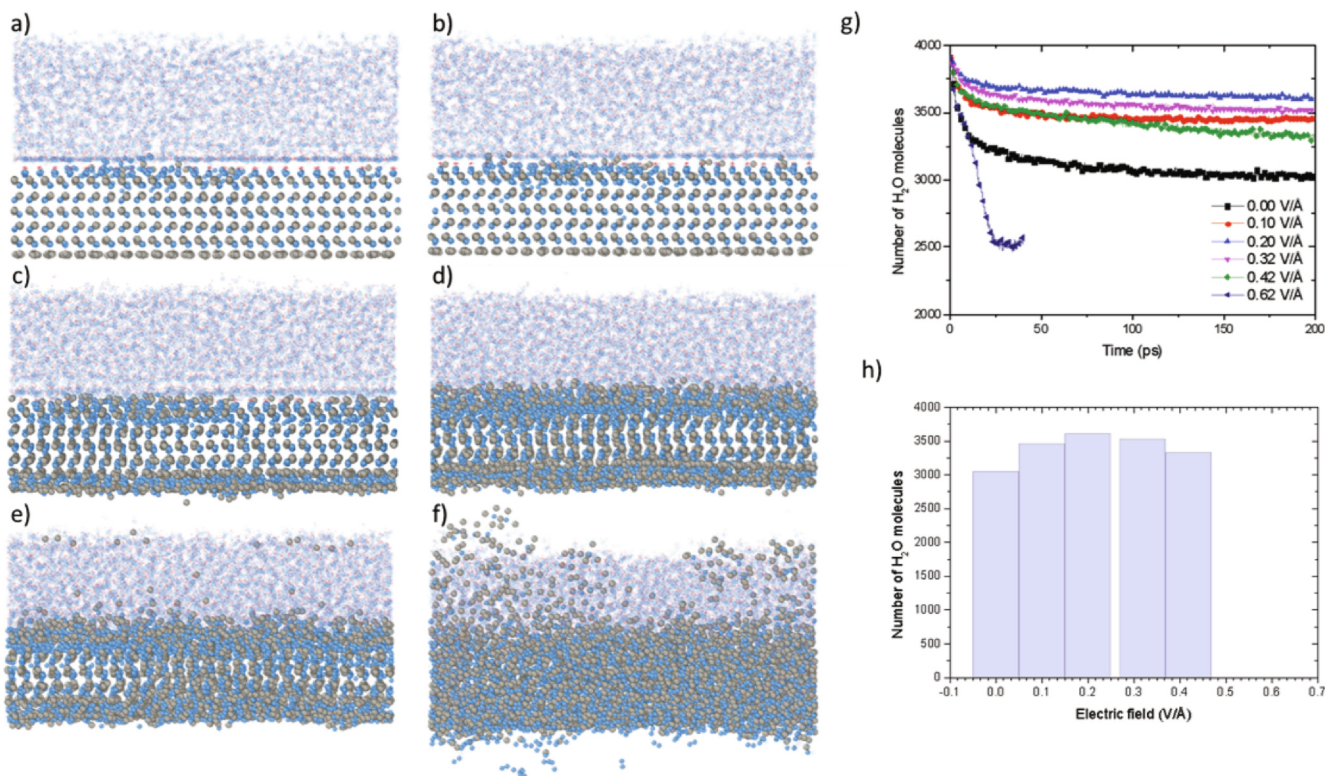 a)
b)
c)
d)
e)
f)
g)
4000
3500
3000
2500
2000
Number of H₂O molecules
0.00 V/Å
0.10 V/Å
0.20 V/Å
0.32 V/Å
0.42 V/Å
0.62 V/Å
0 50 100 150 200
Time (ps)
h)
4000
3500
3000
2500
2000
1500
1000
500
0
Number of H₂O molecules
-0.1 0.0 0.1 0.2 0.3 0.4 0.5 0.6 0.7
Electric field (V/Å)